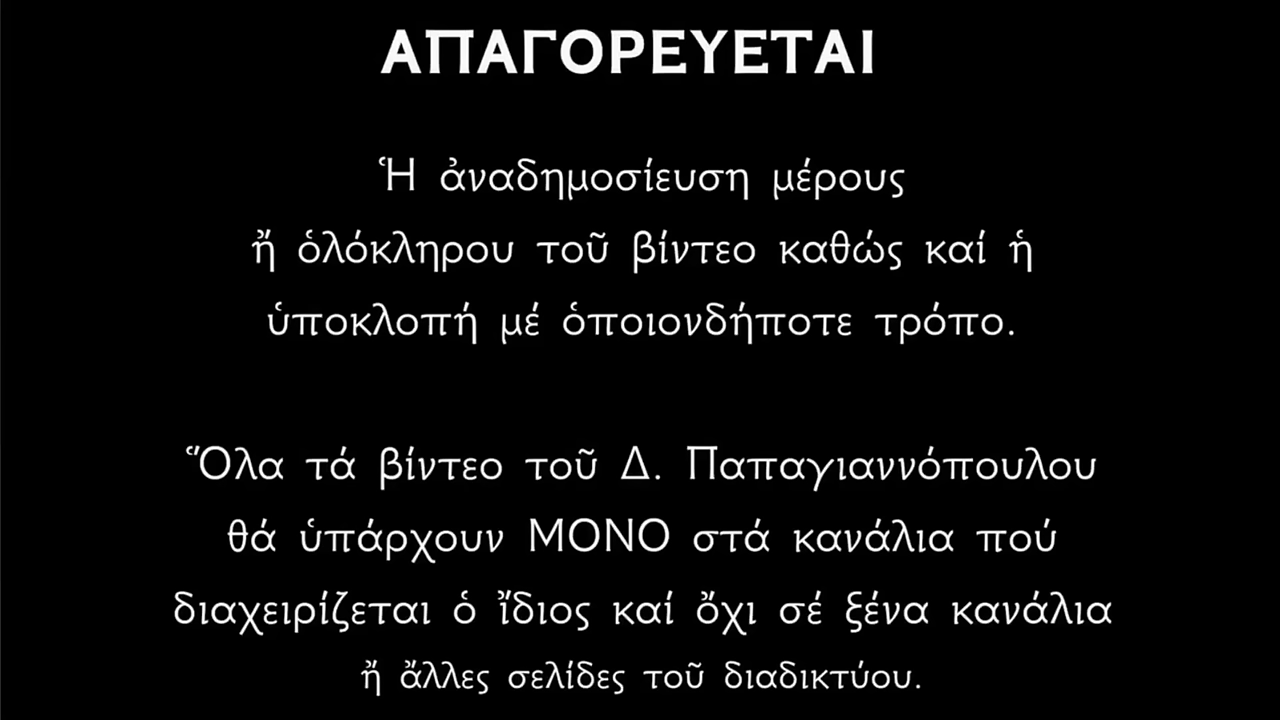 ΑΠΑΓΟΡΕΥΕΤΑΙ
Ἡ ἀναδημοσίευση μέρους
ἤ ὁλόκληρου τοῦ βίντεο καθώς καί ἡ
ὑποκλοπή μέ ὁποιονδήποτε τρόπο.
Ὅλα τά βίντεο τοῦ Δ. Παπαγιαννόπουλου
θά ὑπάρχουν ΜΟΝΟ στά κανάλια πού
διαχειρίζεται ὁ ἴδιος καί ὄχι σέ ξένα κανάλια
ἤ ἄλλες σελίδες τοῦ διαδικτύου.